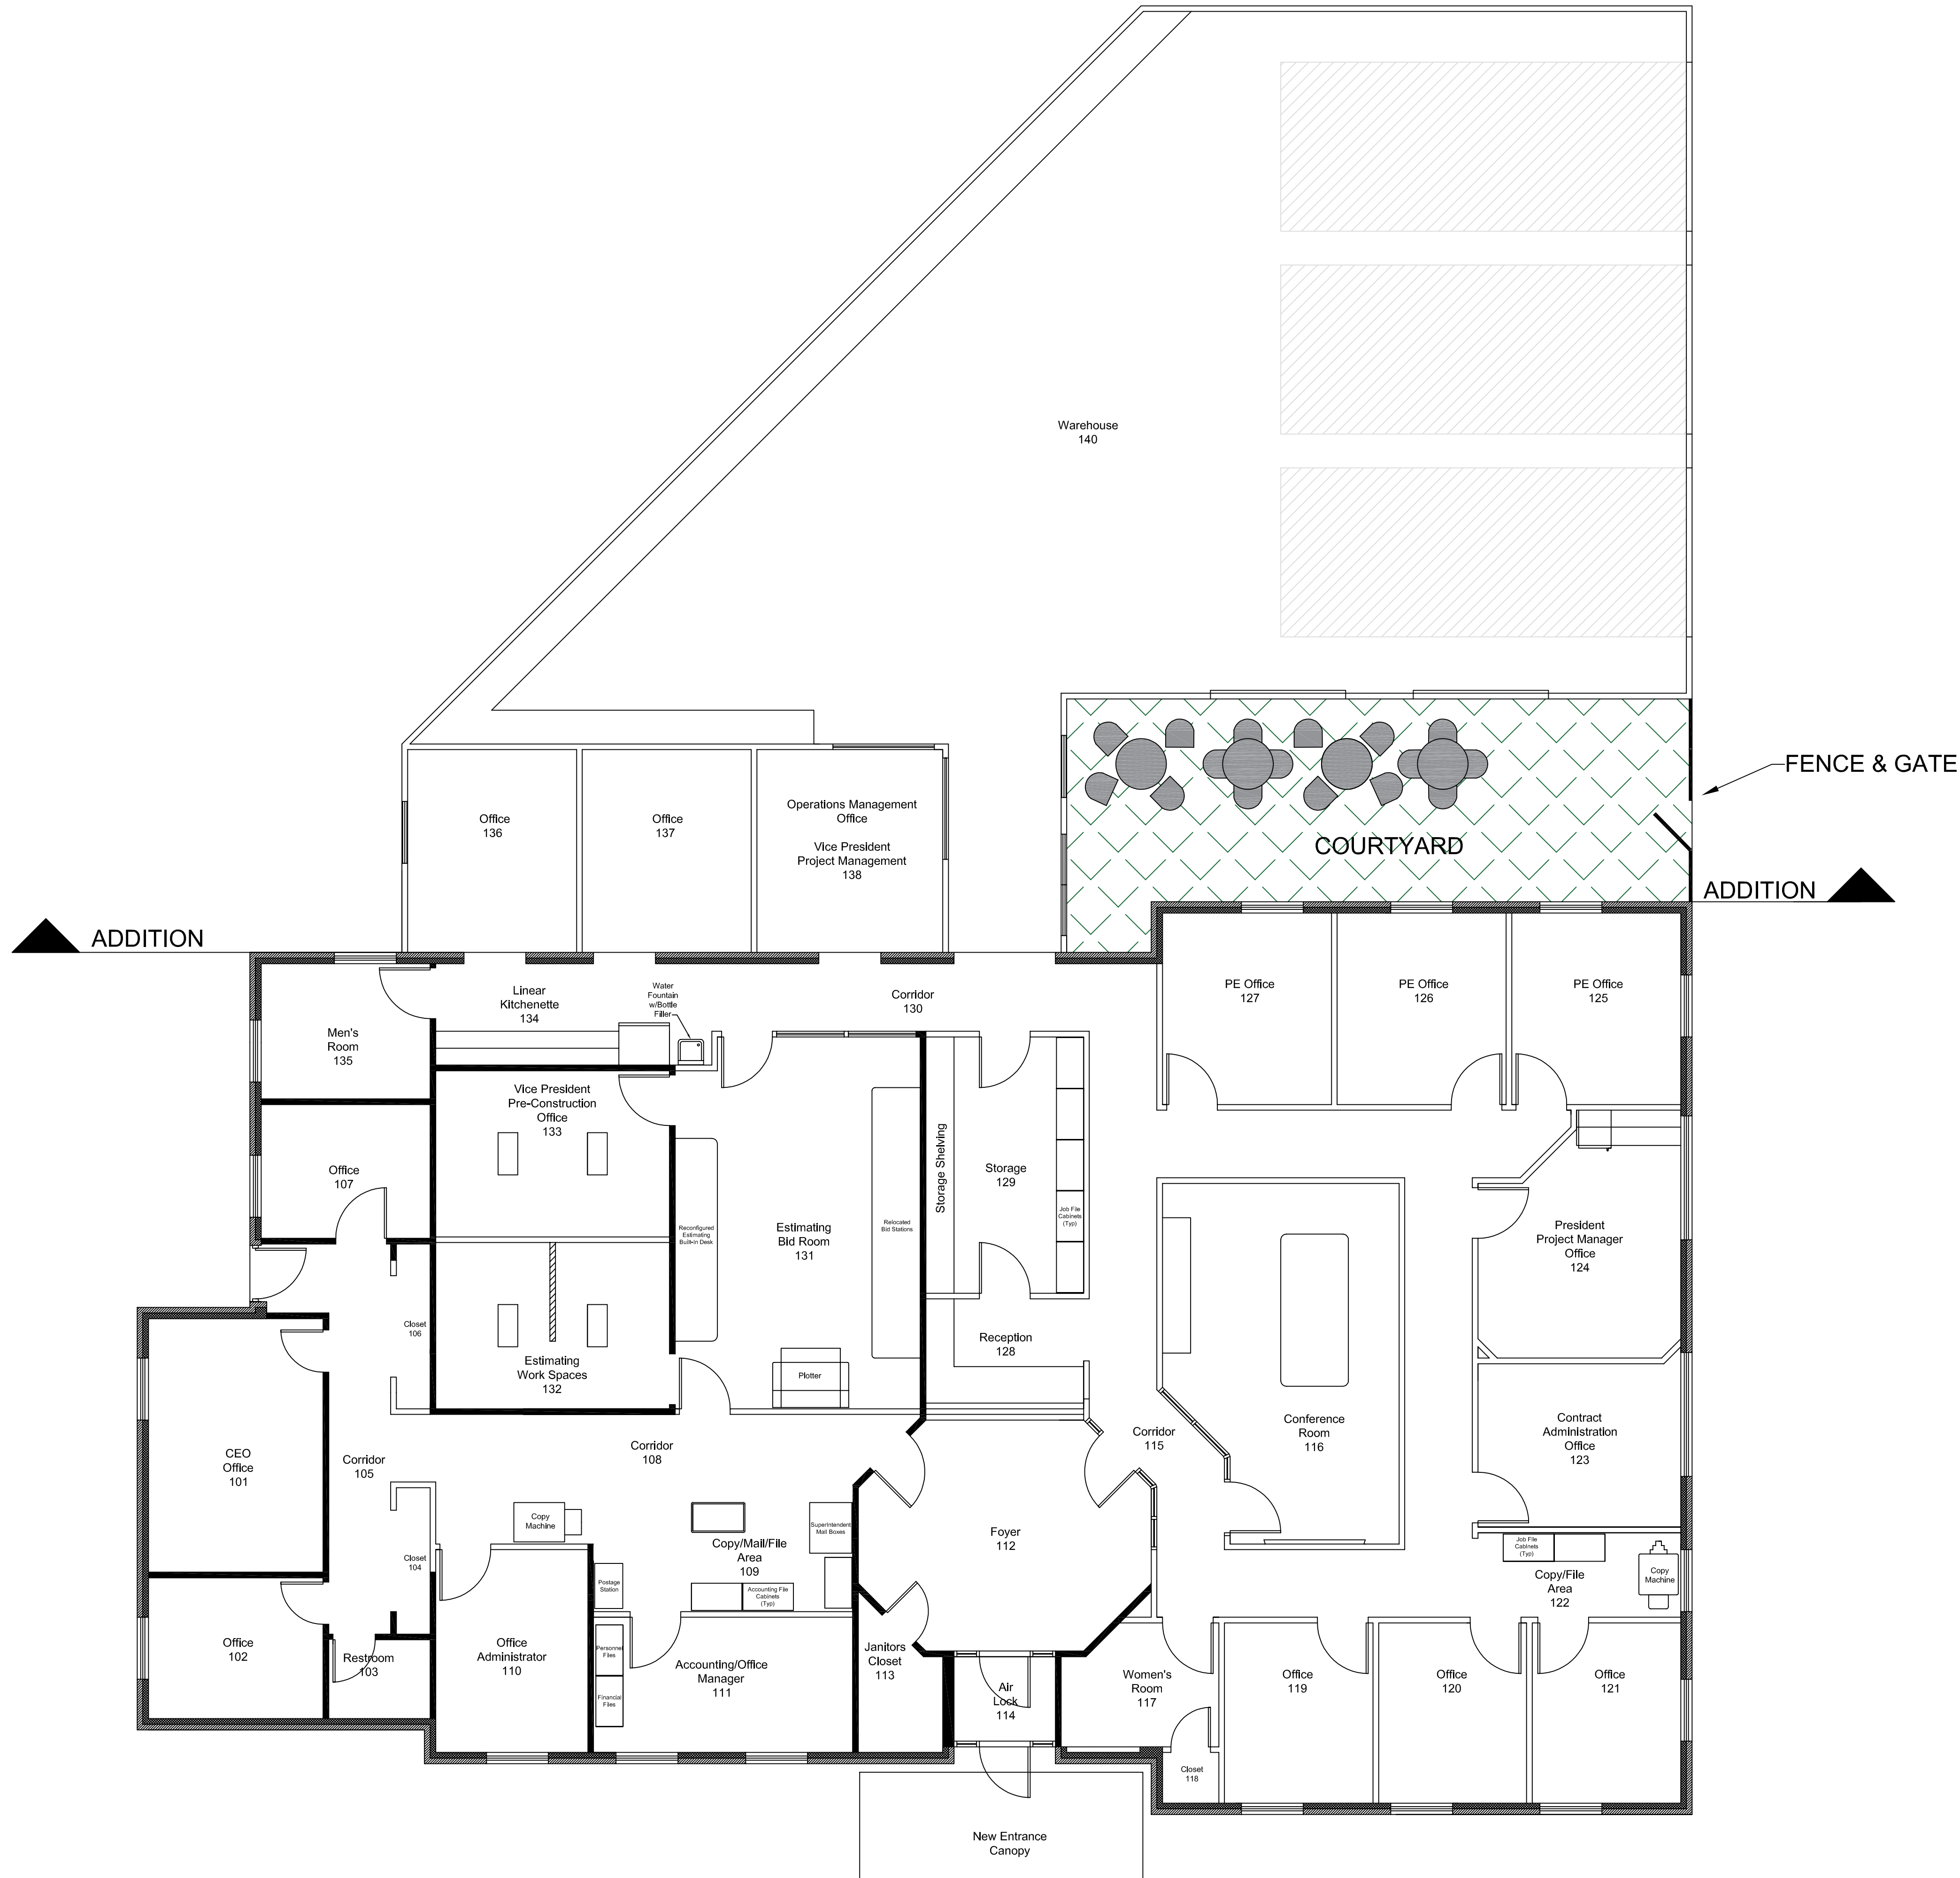 Warehouse
140
FENCE & GATE
COURTYARD
ADDITION
ADDITION
Office
136
Office
137
Operations Management
Office
Vice President
Project Management
138
Linear
Kitchenette
134
Water
Fountain
w/Bottle
Filler
Corridor
130
PE Office
127
PE Office
126
PE Office
125
Men's
Room
135
Vice President
Pre-Construction
Office
133
Office
107
Storage Shelving
Storage
129
Job File
Cabinets
(Typ)
Reconfigured
Estimating
Built-in Desk
Estimating
Bid Room
131
Relocated
Bid Stations
President
Project Manager
Office
124
Closet
106
Estimating
Work Spaces
132
Plotter
Reception
128
CEO
Office
101
Corridor
105
Corridor
108
Corridor
115
Conference
Room
116
Contract
Administration
Office
123
Copy
Machine
Superintendent
Mail Boxes
Copy/Mail/File
Area
109
Foyer
112
Closet
104
Postage
Station
Accounting File
Cabinets
(Typ)
Job File
Cabinets
(Typ)
Copy/File
Area
122
Copy
Machine
Office
102
Restroom
103
Office
Administrator
110
Personnel
Files
Financial
Files
Accounting/Office
Manager
111
Janitors
Closet
113
Air
Lock
114
Women's
Room
117
Closet
118
Office
119
Office
120
Office
121
New Entrance
Canopy